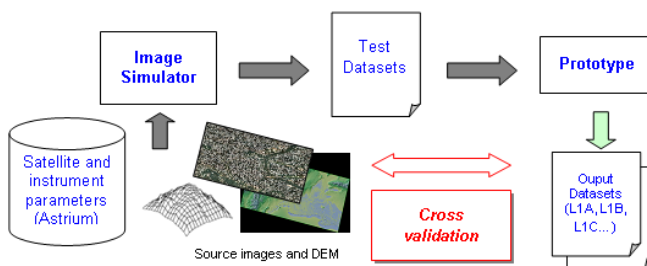 Image
Simulator
Test
Datasets
Prototype
Satellite and
instrument
parameters
(Astrium)
Source images and DEM
Cross
validation
Ouput
Datasets
(L1A,L1B,
L1C...)